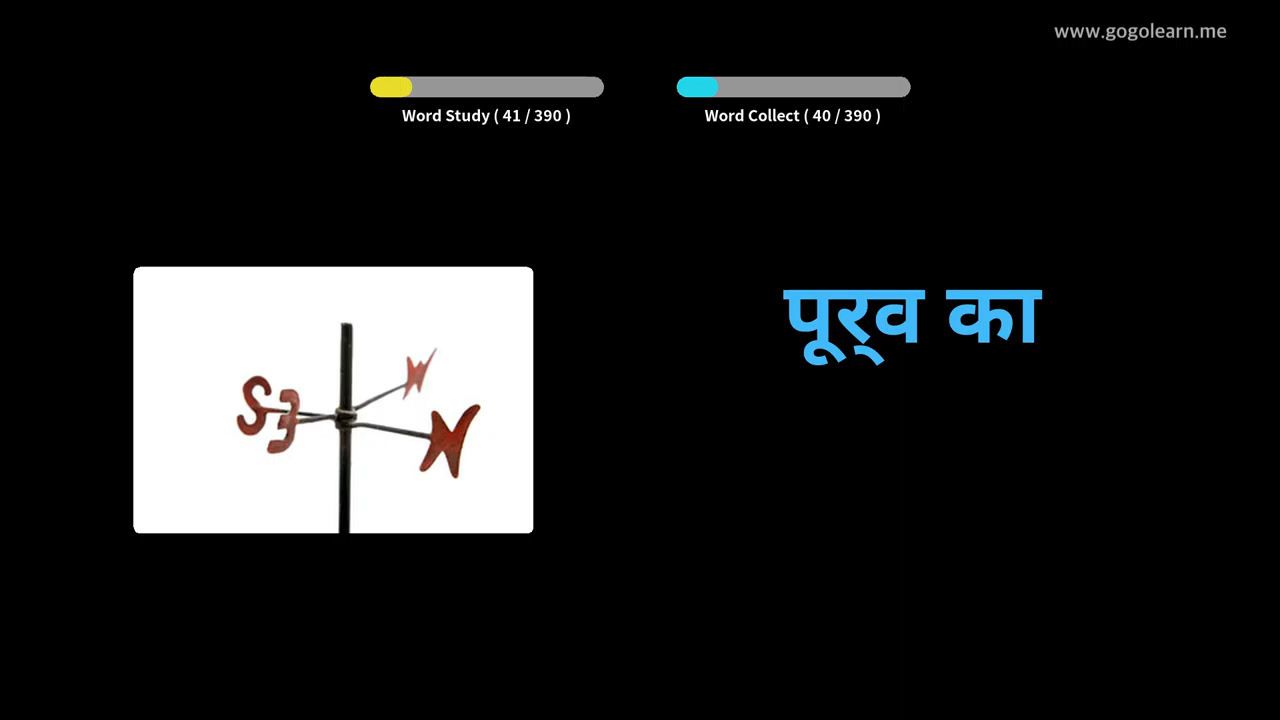 www.gogolearn.me
Word Study ( 41 / 390 )
Word Collect ( 40 / 390 )
पूर्व का
S E N